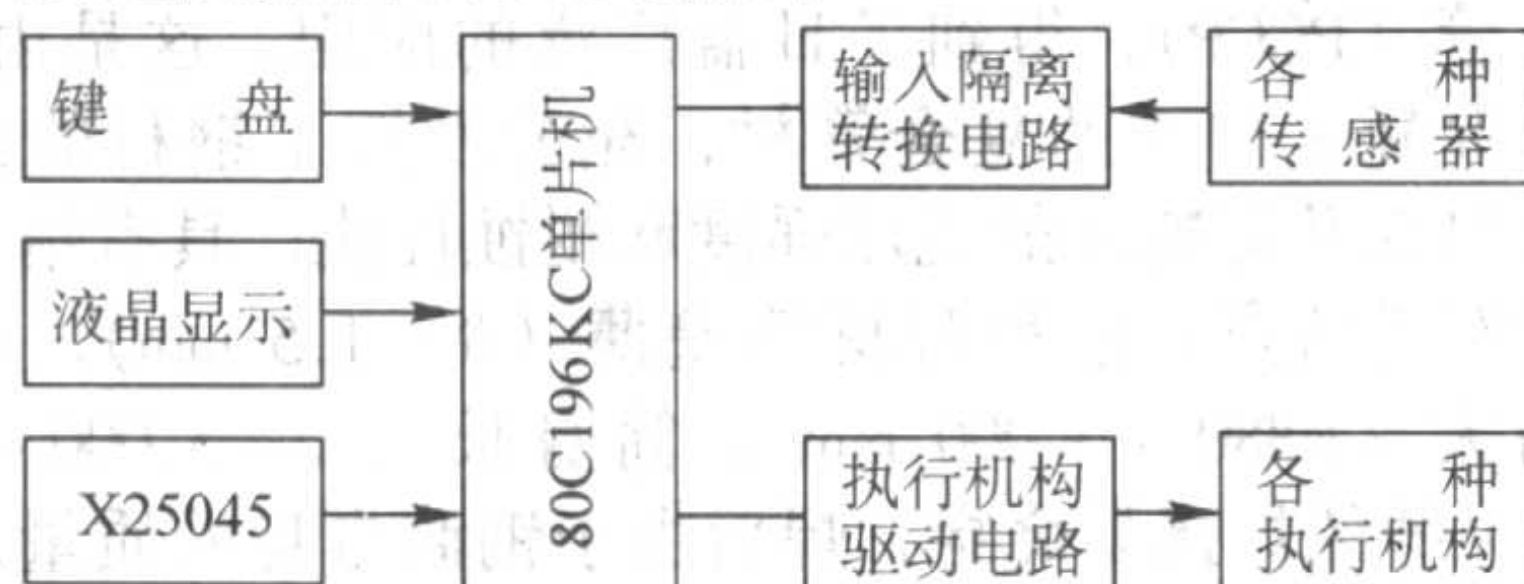 键 盘
液晶显示
X25045
80C196KC单片机
输入隔离
转换电路
各 种
传 感 器
执行机构
驱动电路
各 种
执行机构